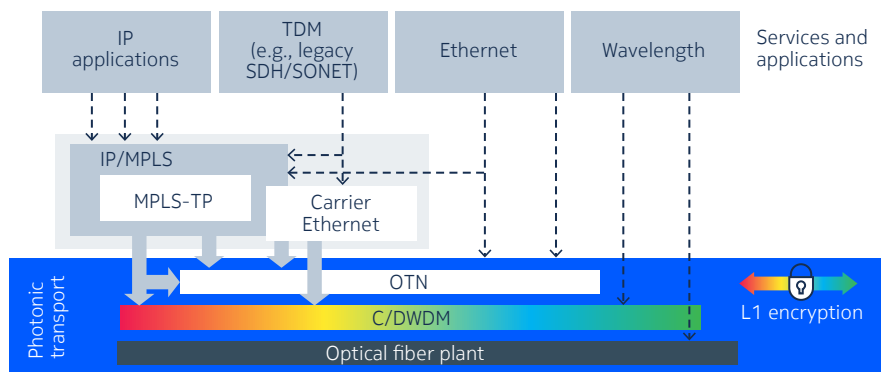 IP
applications
TDM
(e.g., legacy
SDH/SONET)
Ethernet
Wavelength
Services and
applications
IP/MPLS
MPLS-TP
Carrier
Ethernet
Photonic
transport
OTN
C/DWDM
Optical fiber plant
L1 encryption